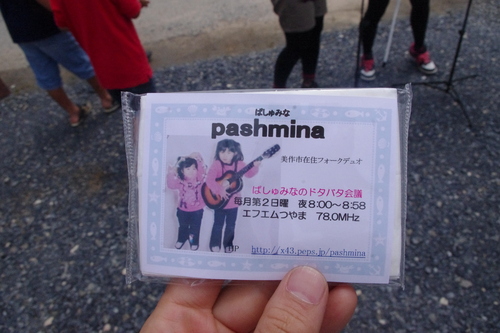 ぱしゅみな
pashmina
美作市在住フォークデュオ
ぱしゅみなのドタバタ会議
毎月第2日曜 夜8:00～8:58
エフエムつやま 78.0MHz
HP http://x43.peps.jp/pashmina